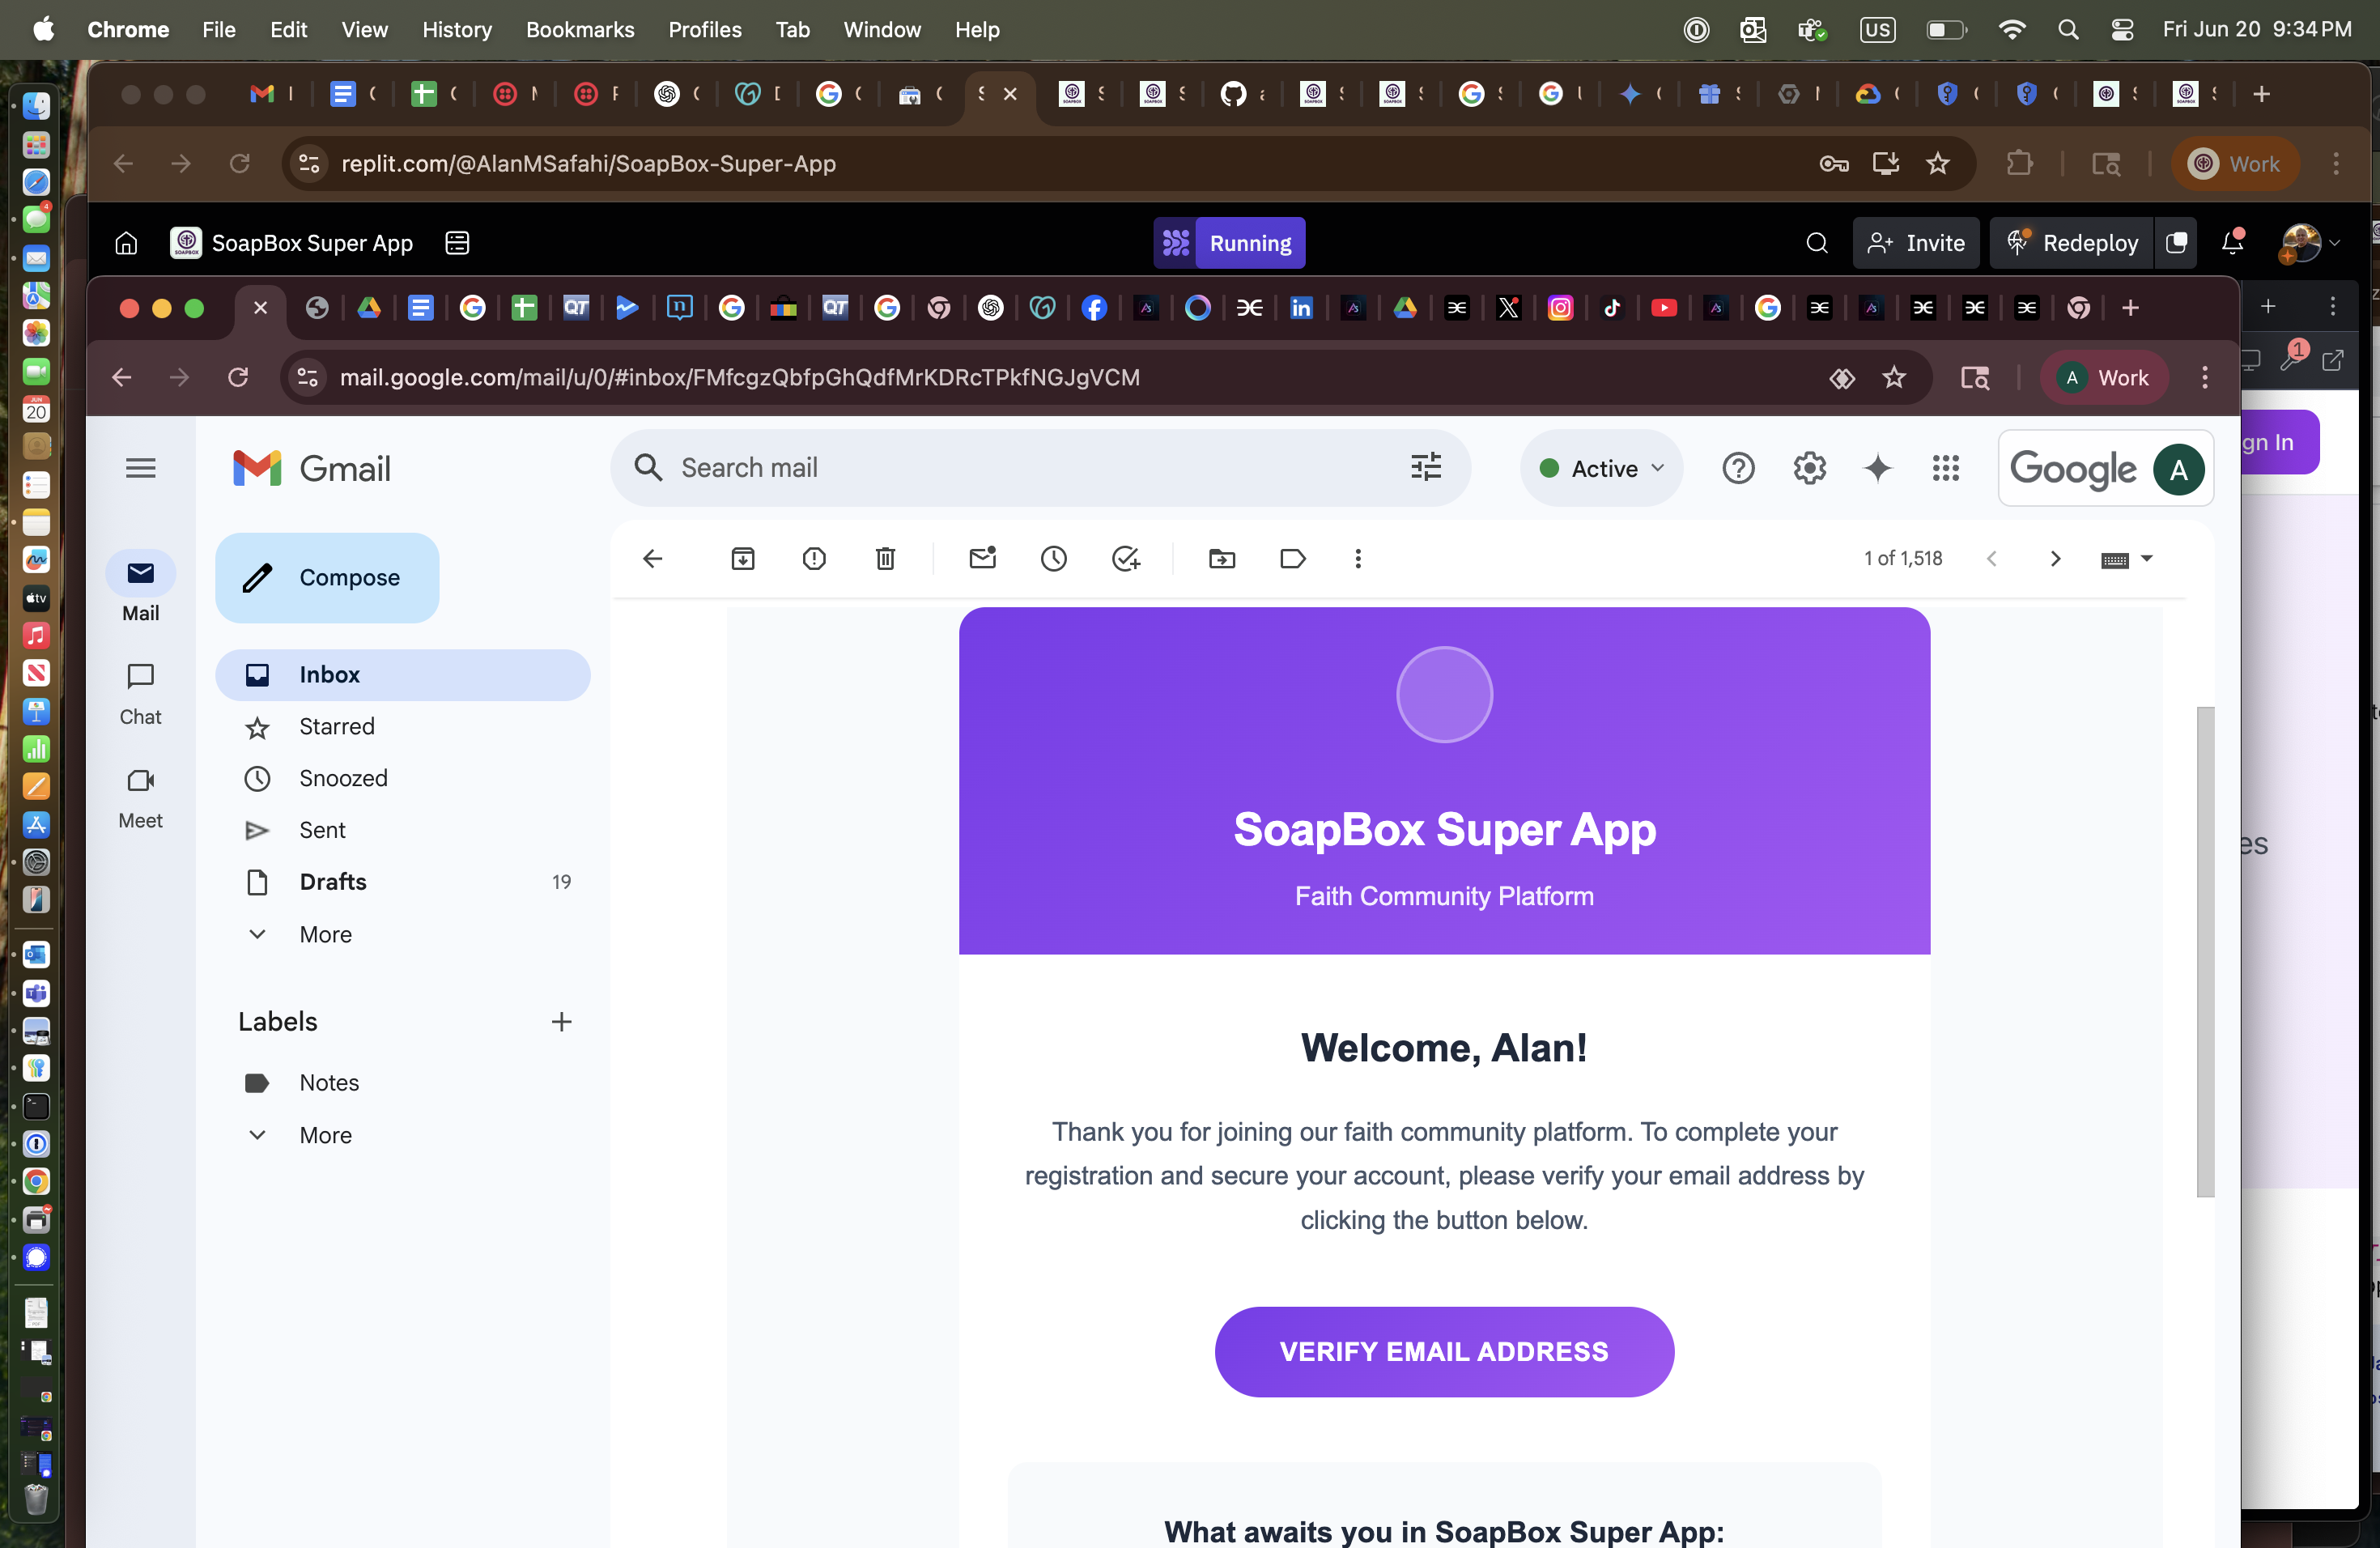 Chrome File Edit View History Bookmarks Profiles Tab Window Help US Fri Jun 20 9:34 PM
replit.com/@AlanMSafahi/SoapBox-Super-App Work
SoapBox Super App Running Invite Redeploy
mail.google.com/mail/u/0/#inbox/FMfcgzQbfpGhQdfMrKDRcTPkfNGJgVCM A Work
1
Gmail Search mail Active Google A
gn In
1 of 1,518
Compose
Mail
Chat
Meet
Inbox
Starred
Snoozed
Sent
Drafts 19
More
Labels
Notes
More
SoapBox Super App
Faith Community Platform
es
Welcome, Alan!
Thank you for joining our faith community platform. To complete your
registration and secure your account, please verify your email address by
clicking the button below.
VERIFY EMAIL ADDRESS
What awaits you in SoapBox Super App: